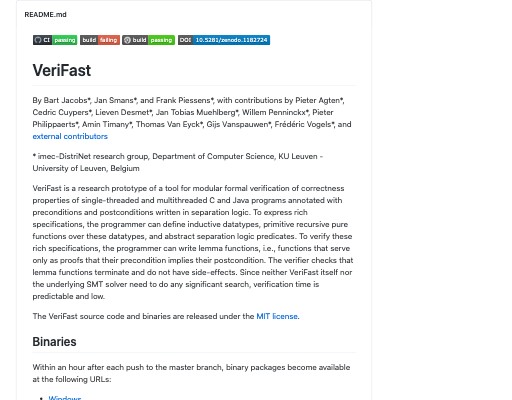 README.md
CI passing build failing build passing DOI 10.5281/zenodo.1182724
VeriFast
By Bart Jacobs*, Jan Smans*, and Frank Piessens*, with contributions by Pieter Agten*,
Cedric Cuypers*, Lieven Desmet*, Jan Tobias Muehlberg*, Willem Penninckx*, Pieter
Philippaerts*, Amin Timany*, Thomas Van Eyck*, Gijs Vanspauwen*, Frédéric Vogels*, and
external contributors
* imec-DistriNet research group, Department of Computer Science, KU Leuven -
University of Leuven, Belgium
VeriFast is a research prototype of a tool for modular formal verification of correctness
properties of single-threaded and multithreaded C and Java programs annotated with
preconditions and postconditions written in separation logic. To express rich
specifications, the programmer can define inductive datatypes, primitive recursive pure
functions over these datatypes, and abstract separation logic predicates. To verify these
rich specifications, the programmer can write lemma functions, i.e., functions that serve
only as proofs that their precondition implies their postcondition. The verifier checks that
lemma functions terminate and do not have side-effects. Since neither VeriFast itself nor
the underlying SMT solver need to do any significant search, verification time is
predictable and low.
The VeriFast source code and binaries are released under the MIT license.
Binaries
Within an hour after each push to the master branch, binary packages become available
at the following URLs:
• Windows